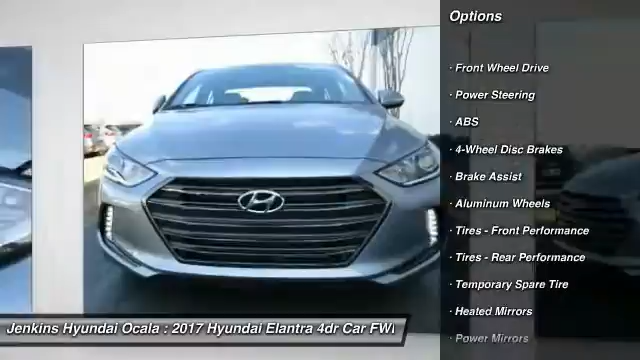 Options
· Front Wheel Drive
· Power Steering
· ABS
· 4-Wheel Disc Brakes
· Brake Assist
· Aluminum Wheels
· Tires - Front Performance
· Tires - Rear Performance
· Temporary Spare Tire
· Heated Mirrors
· Power Mirrors
Jenkins Hyundai Ocala : 2017 Hyundai Elantra 4dr Car FW